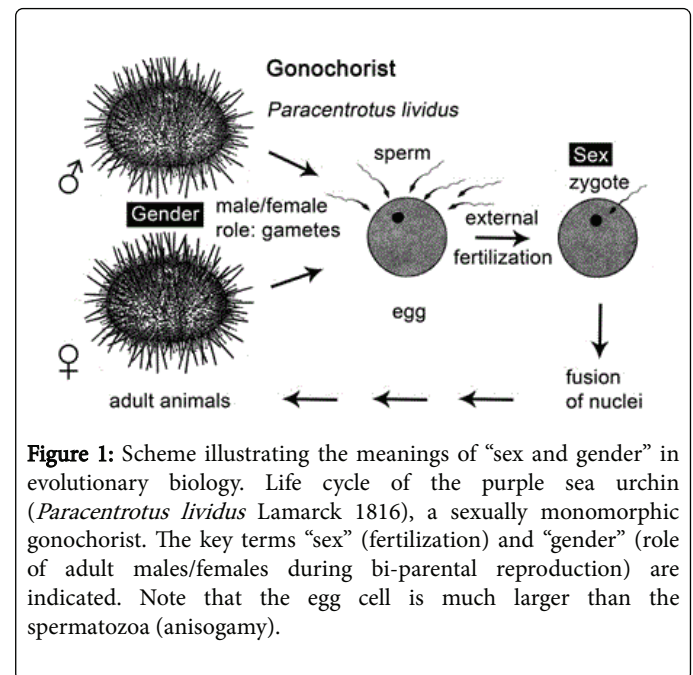 Gonochorist
Paracentrotus lividus
♂
sperm
Sex
zygote
Gender
male/female
role: gametes
external
fertilization
♀
egg
fusion
of nuclei
adult animals
Figure 1: Scheme illustrating the meanings of “sex and gender” in
evolutionary biology. Life cycle of the purple sea urchin
(Paracentrotus lividus Lamarck 1816), a sexually monomorphic
gonochorist. The key terms “sex” (fertilization) and “gender” (role
of adult males/females during bi-parental reproduction) are
indicated. Note that the egg cell is much larger than the
spermatozoa (anisogamy).